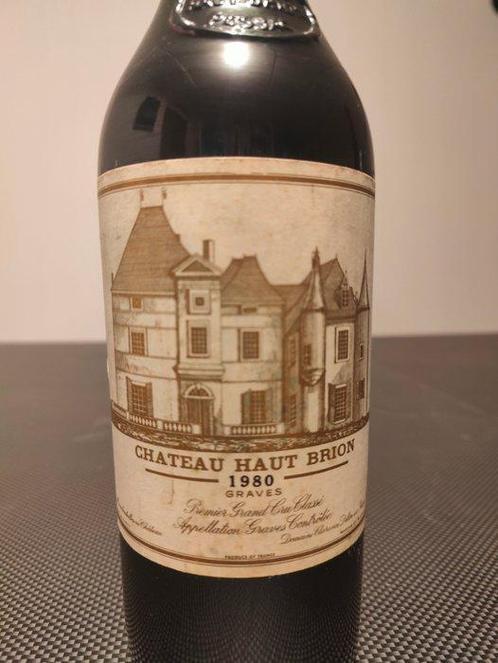 CHATEAU HAUT BRION
1980
GRAVES
Premier Grand Cru Classé
Appellation Graves Contrôlée
PRODUCE OF FRANCE